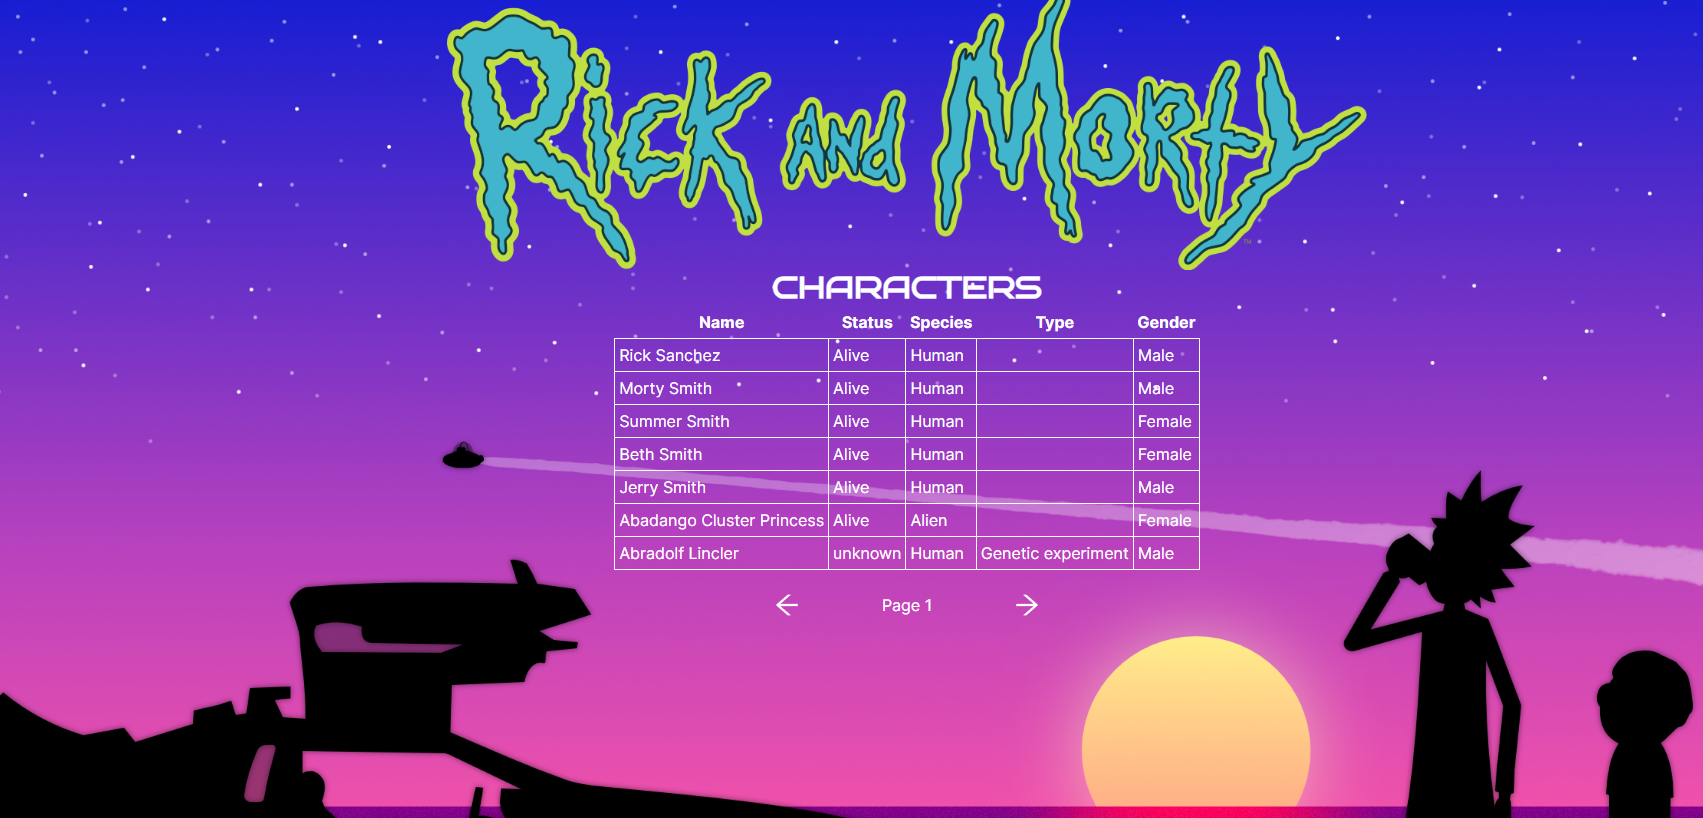 Rick and Morty
TM
CHARACTERS
Name Status Species Type Gender
Rick Sanchez Alive Human Male
Morty Smith Alive Human Male
Summer Smith Alive Human Female
Beth Smith Alive Human Female
Jerry Smith Alive Human Male
Abadango Cluster Princess Alive Alien Female
Abradolf Lincler unknown Human Genetic experiment Male
← Page 1 →